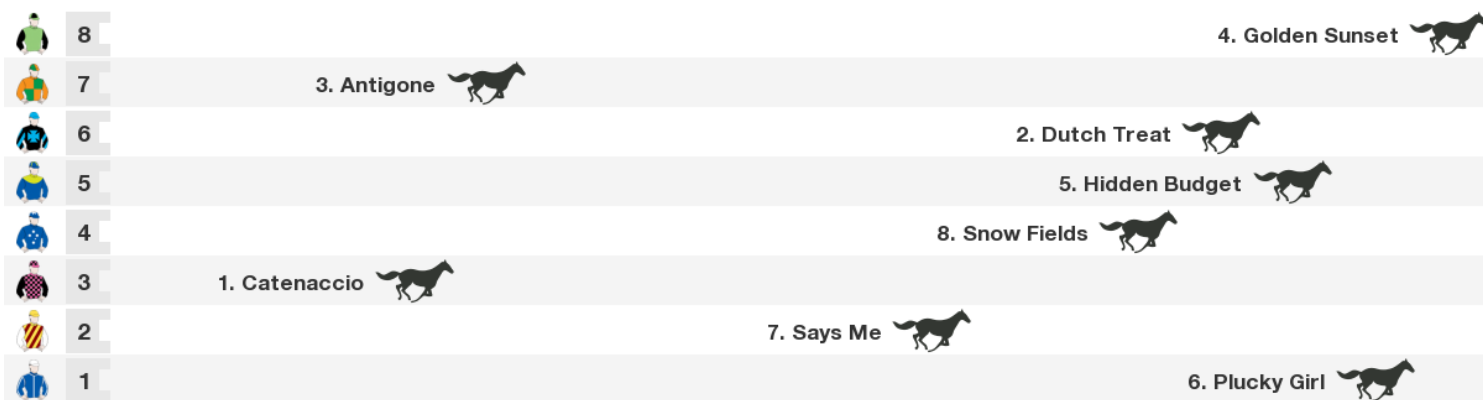 8 4. Golden Sunset
7 3. Antigone
6 2. Dutch Treat
5 5. Hidden Budget
4 8. Snow Fields
3 1. Catenaccio
2 7. Says Me
1 6. Plucky Girl